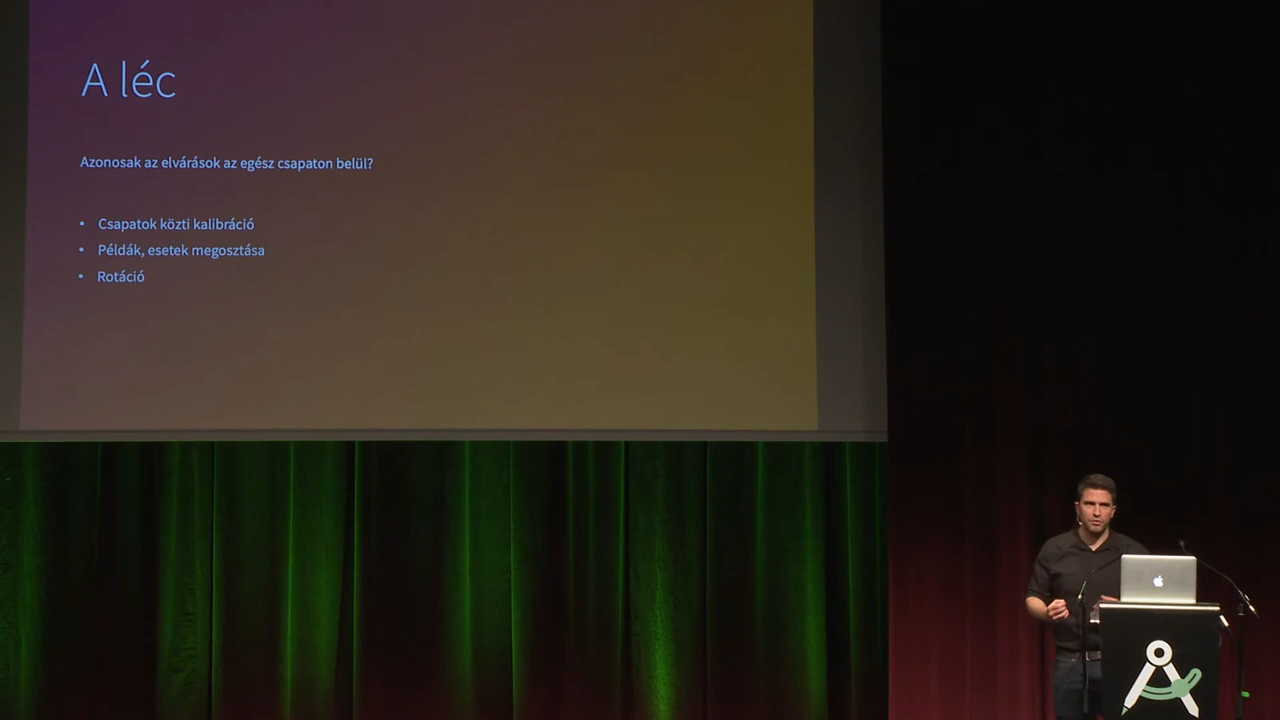 A léc
Azonosak az elvárások az egész csapaton belül?
• Csapatok közti kalibráció
• Példák, esetek megosztása
• Rotáció